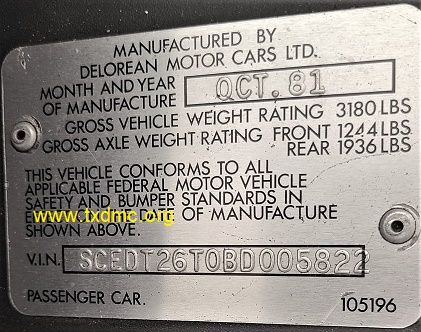 MANUFACTURED BY
DELOREAN MOTOR CARS LTD.
MONTH AND YEAR
OF MANUFACTURE OCT. 81
GROSS VEHICLE WEIGHT RATING 3180 LBS
GROSS AXLE WEIGHT RATING FRONT 1244 LBS
REAR 1936 LBS
THIS VEHICLE CONFORMS TO ALL
APPLICABLE FEDERAL MOTOR VEHICLE
SAFETY AND BUMPER STANDARDS IN
www.txdmc.org DATE OF MANUFACTURE
SHOWN ABOVE.
V.I.N. SCEDT26T0BD005822
PASSENGER CAR. 105196